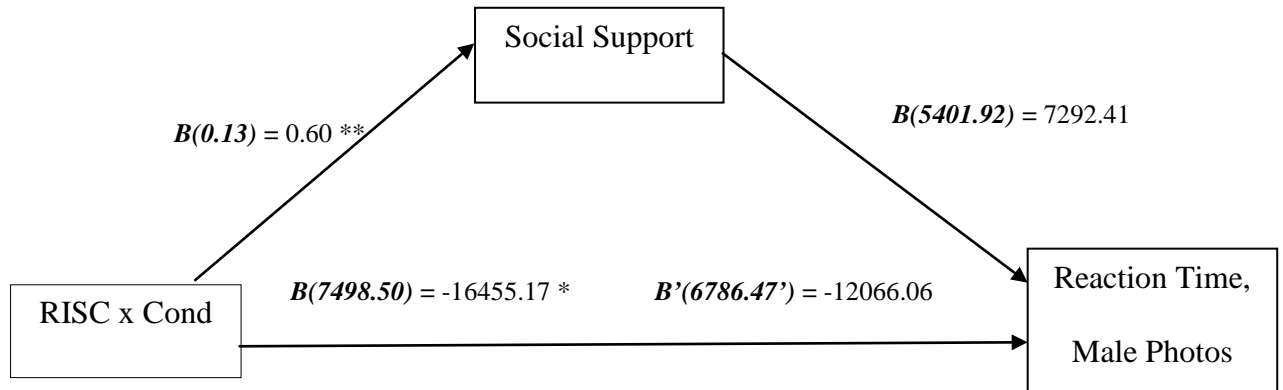 Social Support
B(0.13) = 0.60 **
B(5401.92) = 7292.41
RISC x Cond
B(7498.50) = -16455.17 *
B’(6786.47’) = -12066.06
Reaction Time,
Male Photos